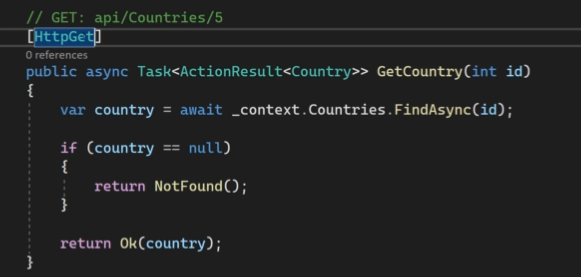 // GET: api/Countries/5
[HttpGet]
0 references
public async Task<ActionResult<Country>> GetCountry(int id)
{
var country = await _context.Countries.FindAsync(id);
if (country == null)
{
return NotFound();
}
return Ok(country);
}